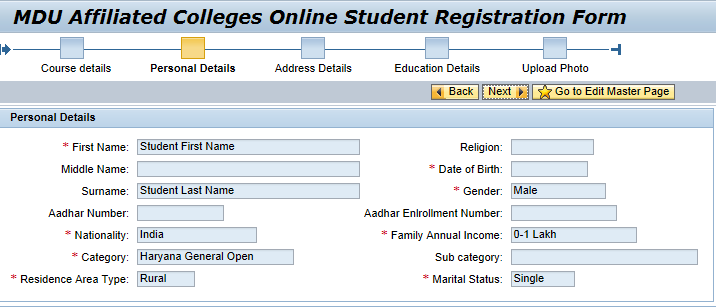 MDU Affiliated Colleges Online Student Registration Form
Course details Personal Details Address Details Education Details Upload Photo
Back Next Go to Edit Master Page
Personal Details
* First Name: Student First Name Religion:
Middle Name: * Date of Birth:
Surname: Student Last Name * Gender: Male
Aadhar Number: Aadhar Enlrollment Number:
* Nationality: India * Family Annual Income: 0-1 Lakh
* Category: Haryana General Open Sub category:
* Residence Area Type: Rural * Marital Status: Single